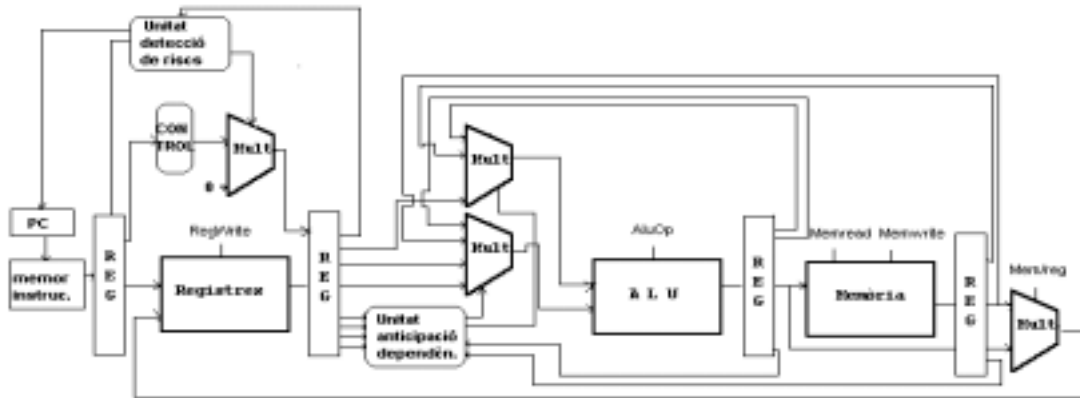 Unitat
detecció
de riscos
CON
TROL
Mult
0
PC
memor
instruc.
R
E
G
RegWrite
Registres
R
E
G
Mult
Mult
Unitat
anticipació
dependèn.
AluOp
A L U
R
E
G
Memread Memwrite
Memòria
R
E
G
Mem/reg
Mult